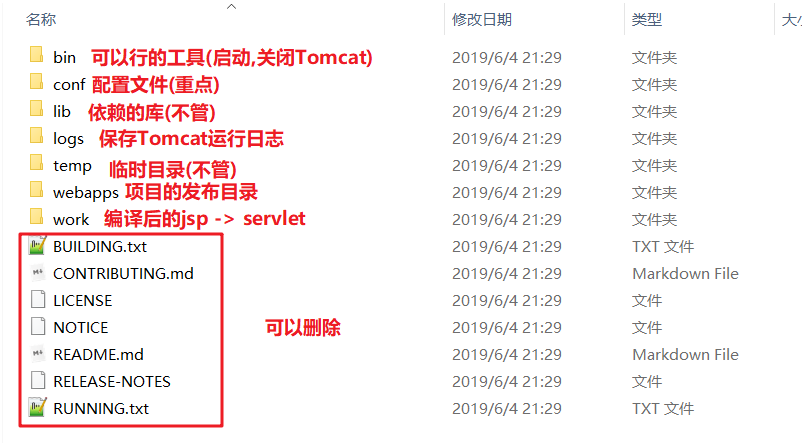 名称 修改日期 类型 大小
bin 可以行的工具(启动,关闭Tomcat) 2019/6/4 21:29 文件夹
conf 配置文件(重点) 2019/6/4 21:29 文件夹
lib 依赖的库(不管) 2019/6/4 21:29 文件夹
logs 保存Tomcat运行日志 2019/6/4 21:29 文件夹
temp 临时目录(不管) 2019/6/4 21:29 文件夹
webapps 项目的发布目录 2019/6/4 21:29 文件夹
work 编译后的jsp -> servlet 2019/6/4 21:29 文件夹
BUILDING.txt 2019/6/4 21:29 TXT 文件
CONTRIBUTING.md 2019/6/4 21:29 Markdown File
LICENSE 2019/6/4 21:29 文件
NOTICE 可以删除 2019/6/4 21:29 文件
README.md 2019/6/4 21:29 Markdown File
RELEASE-NOTES 2019/6/4 21:29 文件
RUNNING.txt 2019/6/4 21:29 TXT 文件